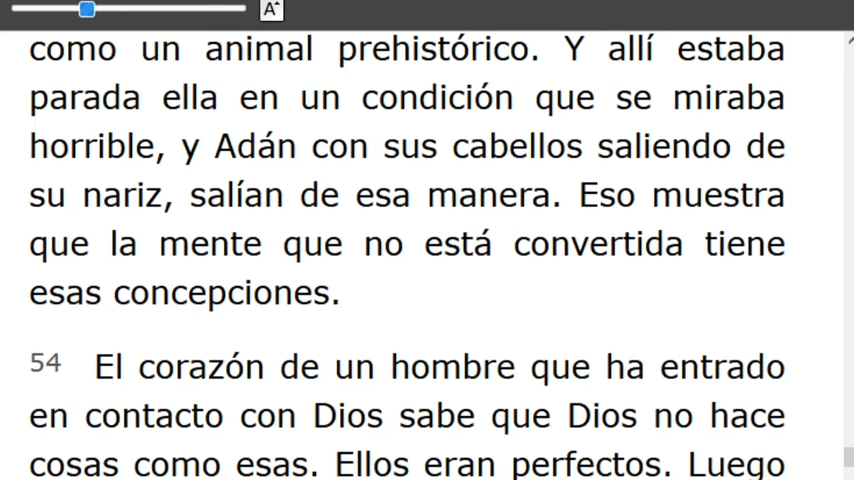 A
como un animal prehistórico. Y allí estaba
parada ella en un condición que se miraba
horrible, y Adán con sus cabellos saliendo de
su nariz, salían de esa manera. Eso muestra
que la mente que no está convertida tiene
esas concepciones.
54 El corazón de un hombre que ha entrado
en contacto con Dios sabe que Dios no hace
cosas como esas. Ellos eran perfectos. Luego